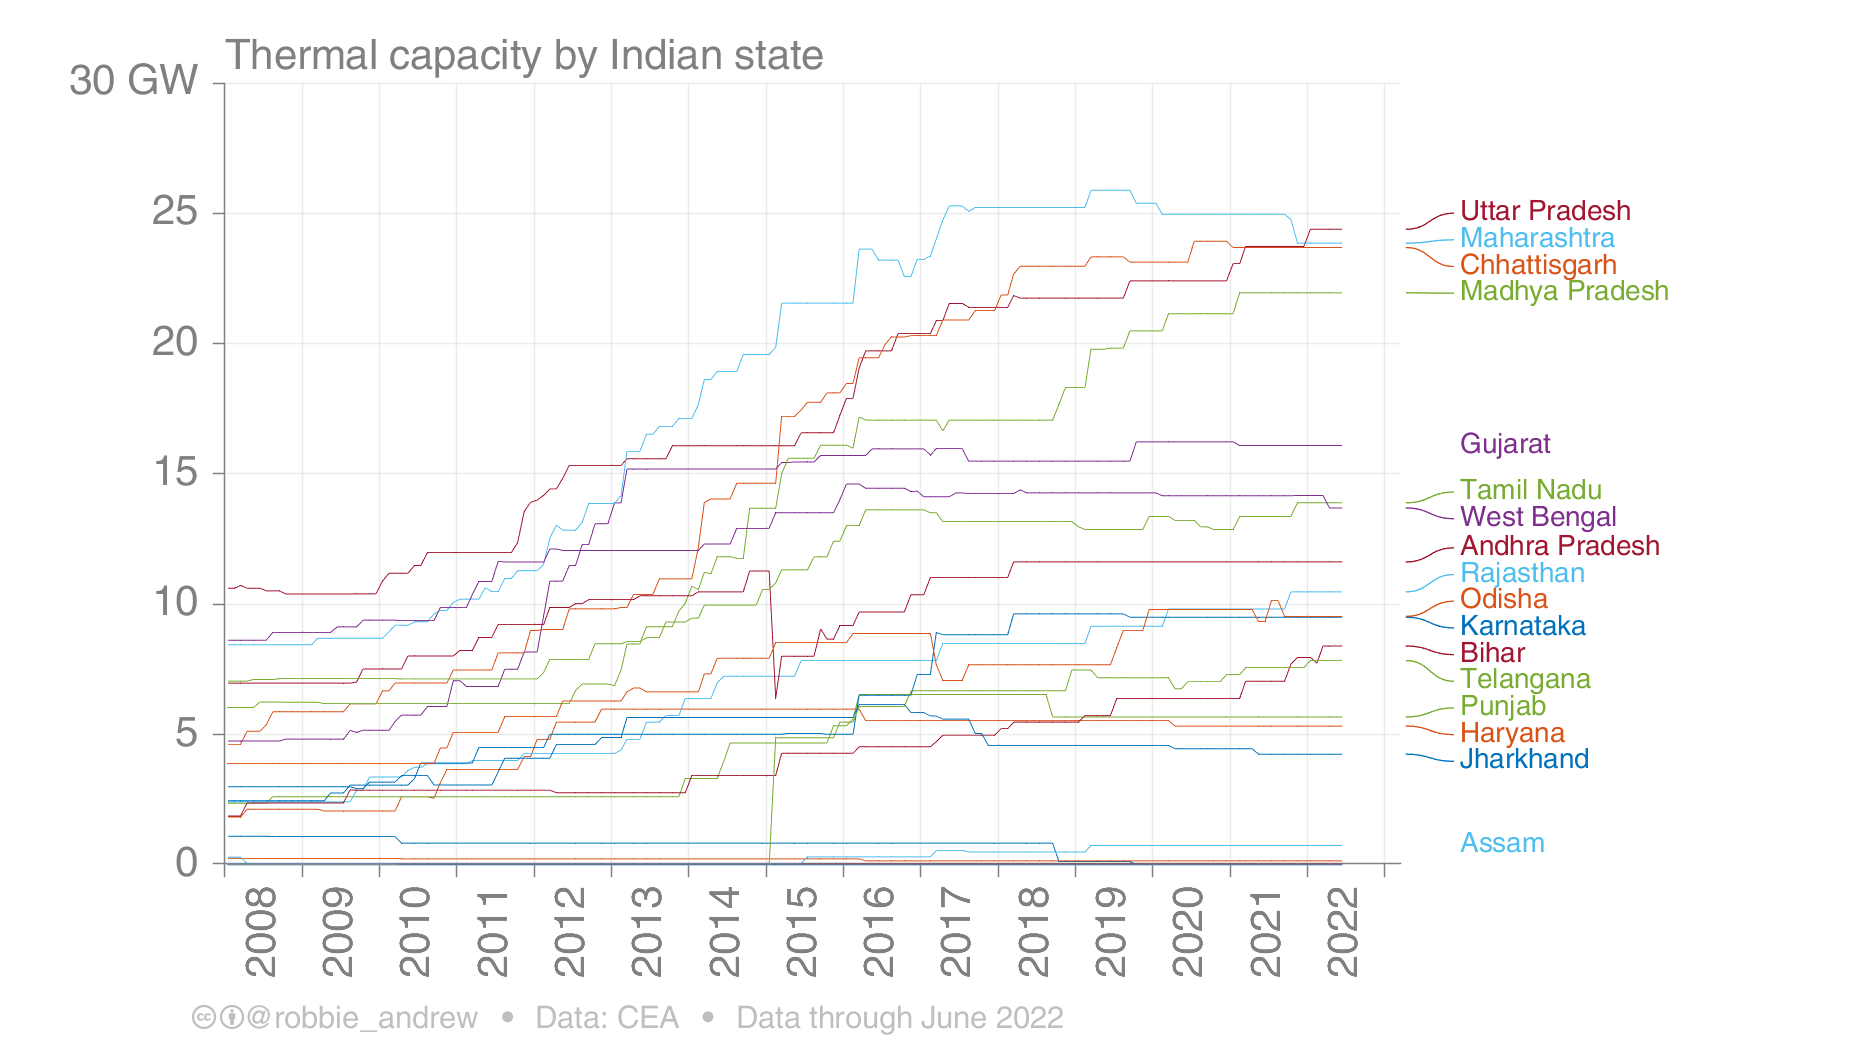 Thermal capacity by Indian state
30 GW
25
20
15
10
5
0
2008
2009
2010
2011
2012
2013
2014
2015
2016
2017
2018
2019
2020
2021
2022
Uttar Pradesh
Maharashtra
Chhattisgarh
Madhya Pradesh
Gujarat
Tamil Nadu
West Bengal
Andhra Pradesh
Rajasthan
Odisha
Karnataka
Bihar
Telangana
Punjab
Haryana
Jharkhand
Assam
cc @robbie_andrew • Data: CEA • Data through June 2022